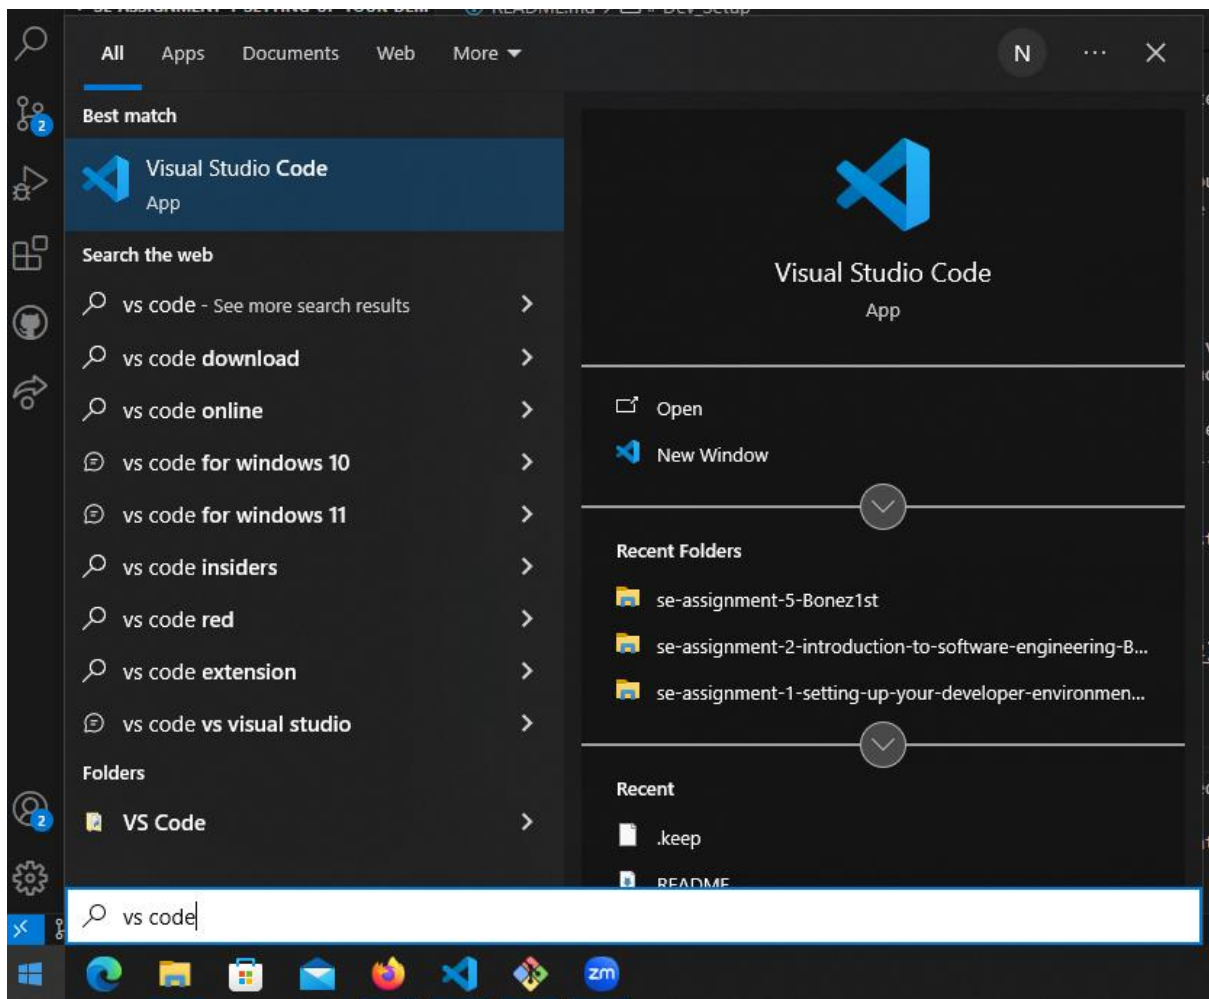 README.md > Dev_Setup
All Apps Documents Web More N ... 
Best match
Visual Studio Code
App
Search the web
vs code - See more search results
vs code download
vs code online
vs code for windows 10
vs code for windows 11
vs code insiders
vs code red
vs code extension
vs code vs visual studio
Folders
VS Code
Visual Studio Code
App
Open
New Window
Recent Folders
se-assignment-5-Bonez1st
se-assignment-2-introduction-to-software-engineering-B...
se-assignment-1-setting-up-your-developer-environmen...
Recent
.keep
README
2
2
vs code
zm